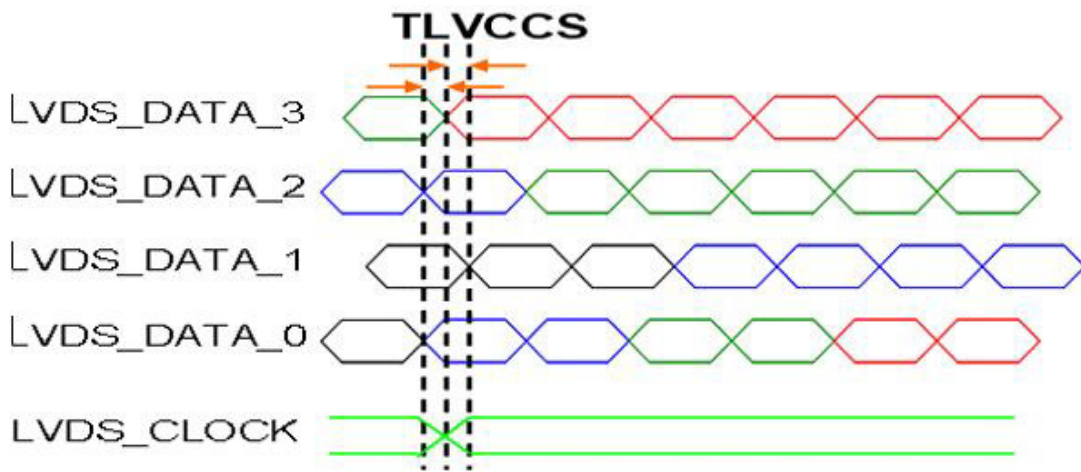 TLVCCS
LVDS_DATA_3
LVDS_DATA_2
LVDS_DATA_1
LVDS_DATA_0
LVDS_CLOCK